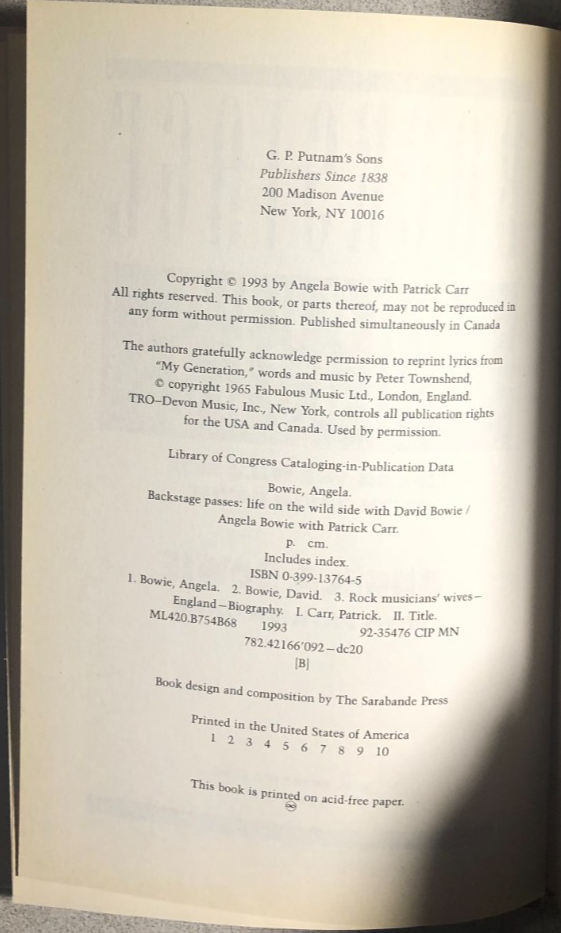 G. P. Putnam's Sons
Publishers Since 1838
200 Madison Avenue
New York, NY 10016
Copyright © 1993 by Angela Bowie with Patrick Carr
All rights reserved. This book, or parts thereof, may not be reproduced in
any form without permission. Published simultaneously in Canada
The authors gratefully acknowledge permission to reprint lyrics from
"My Generation," words and music by Peter Townshend,
© copyright 1965 Fabulous Music Ltd., London, England.
TRO–Devon Music, Inc., New York, controls all publication rights
for the USA and Canada. Used by permission.
Library of Congress Cataloging-in-Publication Data
Bowie, Angela.
Backstage passes: life on the wild side with David Bowie /
Angela Bowie with Patrick Carr.
p. cm.
Includes index.
ISBN 0-399-13764-5
1. Bowie, Angela. 2. Bowie, David. 3. Rock musicians' wives—
England—Biography. I. Carr, Patrick. II. Title.
ML420.B754B68 1993 92-35476 CIP MN
782.42166'092—dc20
[B]
Book design and composition by The Sarabande Press
Printed in the United States of America
1 2 3 4 5 6 7 8 9 10
This book is printed on acid-free paper.